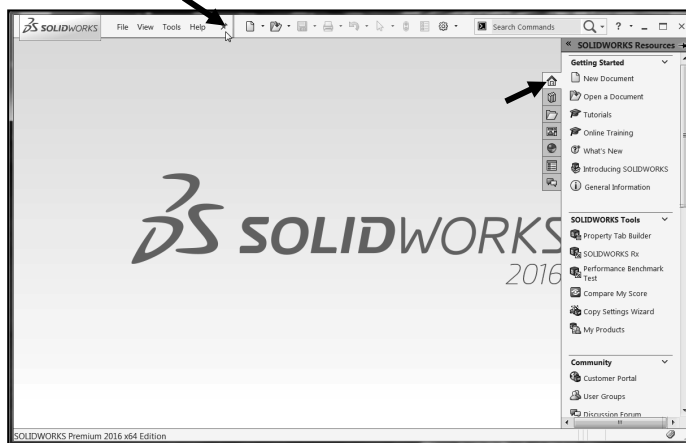 SOLIDWORKS File View Tools Help Search Commands ?
SOLIDWORKS Resources
Getting Started
New Document
Open a Document
Tutorials
Online Training
What's New
Introducing SOLIDWORKS
General Information
SOLIDWORKS Tools
Property Tab Builder
SOLIDWORKS Rx
Performance Benchmark
Test
Compare My Score
Copy Settings Wizard
My Products
Community
Customer Portal
User Groups
Discussion Forum
SOLIDWORKS
2016
SOLIDWORKS Premium 2016 x64 Edition